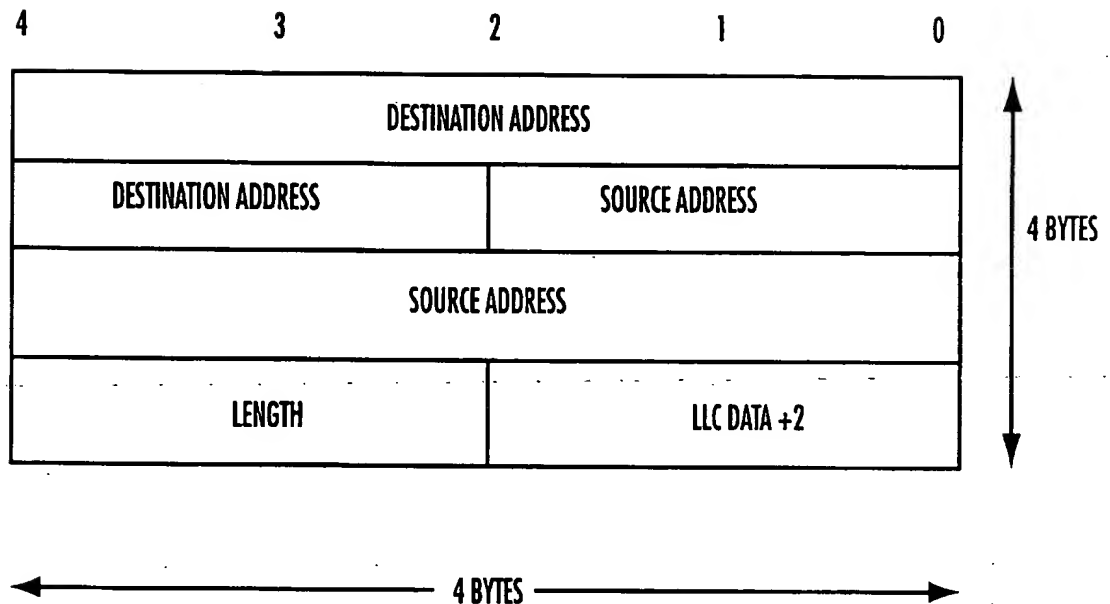 4 3 2 1 0
DESTINATION ADDRESS
DESTINATION ADDRESS SOURCE ADDRESS
4 BYTES
SOURCE ADDRESS
LENGTH LLC DATA +2
4 BYTES